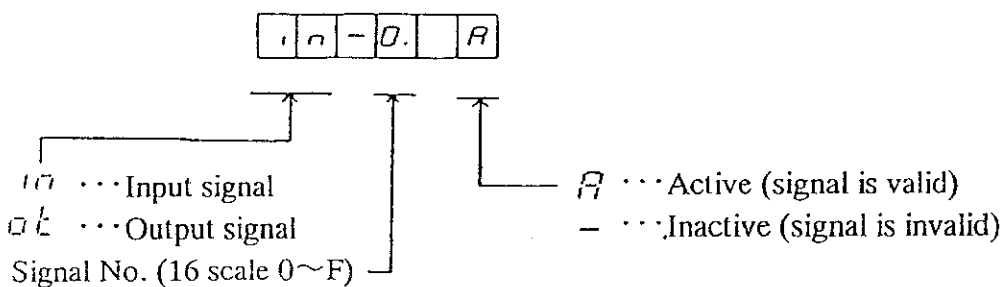 in-0. A
in ···Input signal
ot ···Output signal
Signal No. (16 scale 0~F)
A ···Active (signal is valid)
– ···Inactive (signal is invalid)